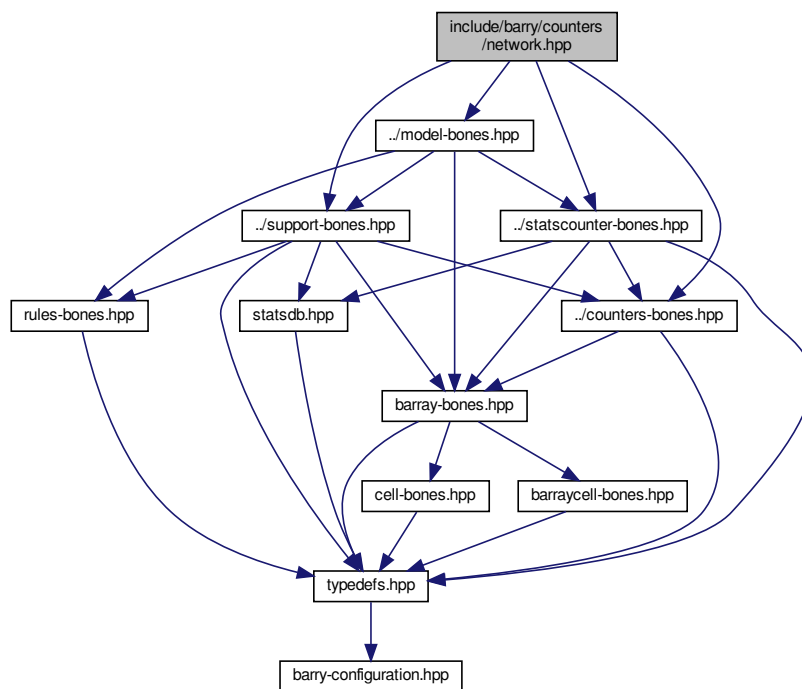 include/barry/counters
/network.hpp
../model-bones.hpp
../support-bones.hpp
../statscounter-bones.hpp
rules-bones.hpp
statsdb.hpp
../counters-bones.hpp
barray-bones.hpp
cell-bones.hpp
barraycell-bones.hpp
typedefs.hpp
barry-configuration.hpp